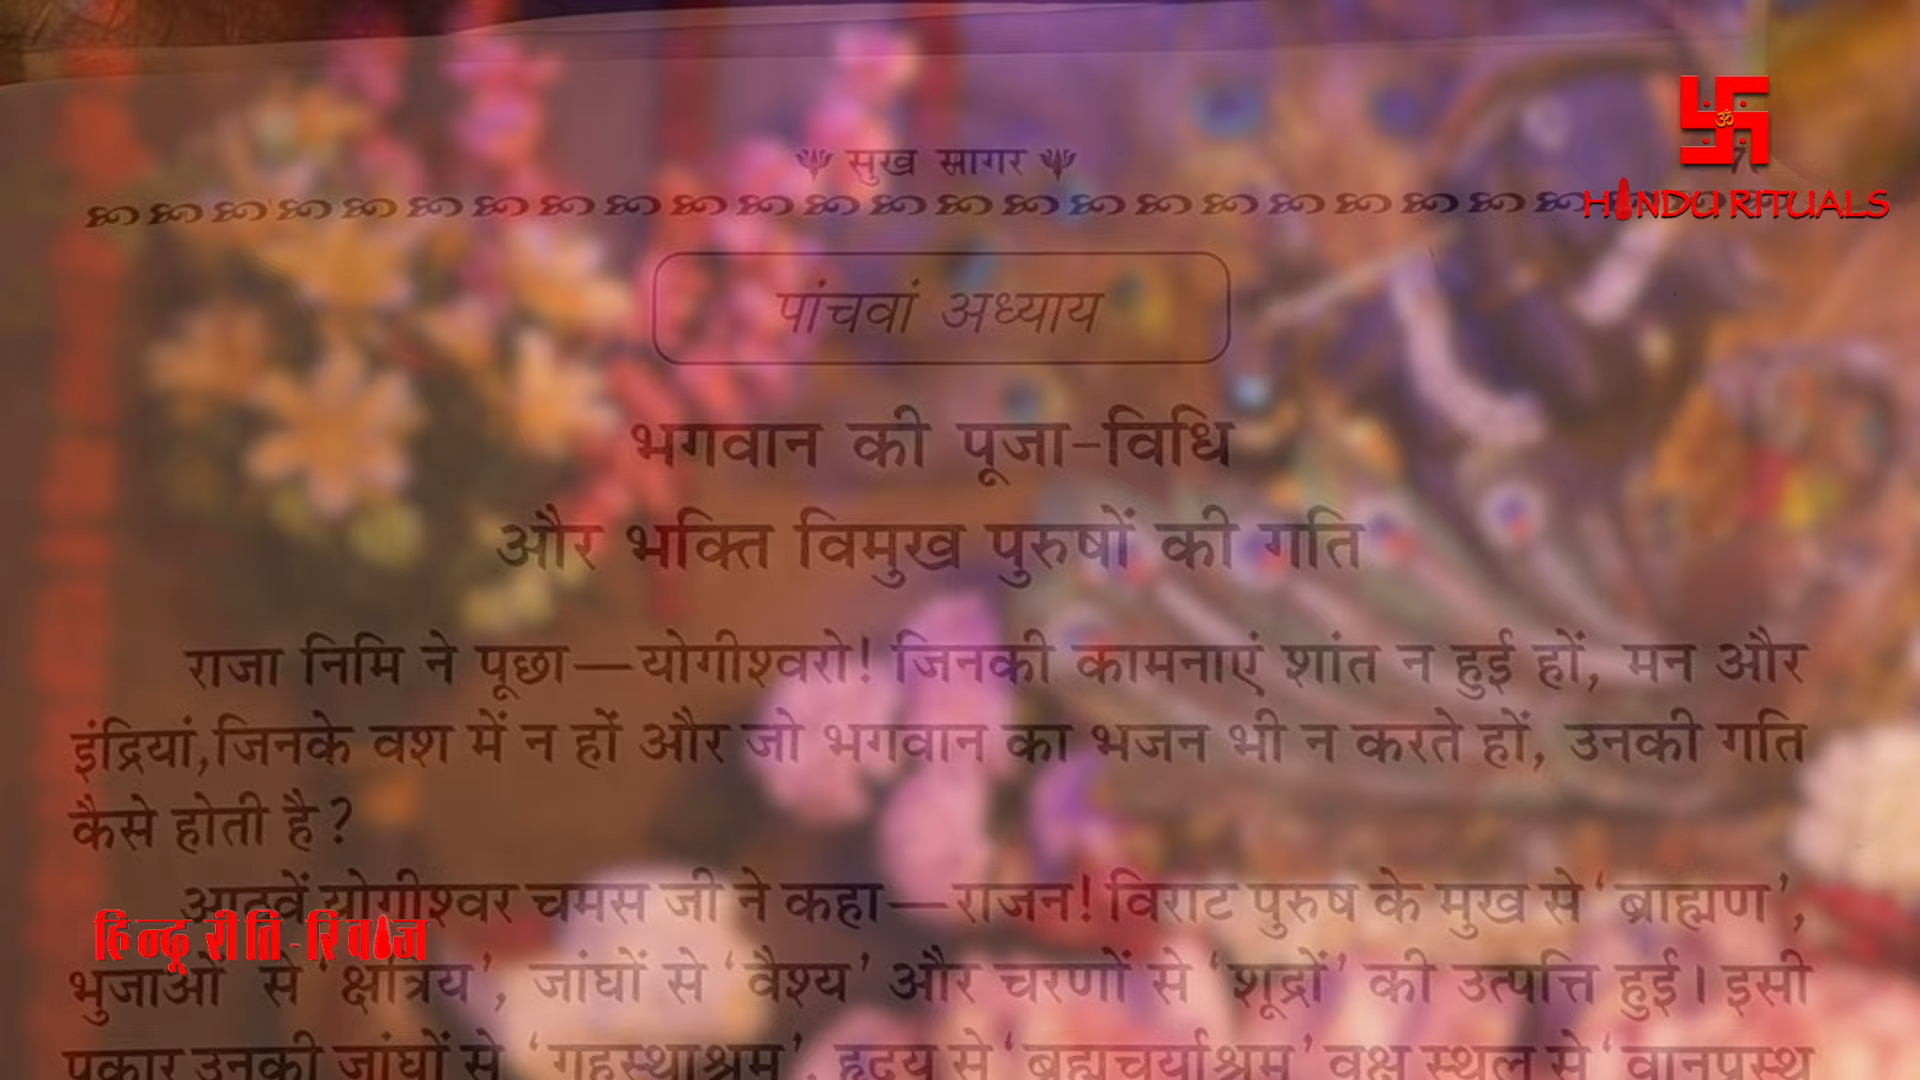 सुख सागर
HINDU RITUALS
पांचवां अध्याय
भगवान की पूजा-विधि
और भक्ति विमुख पुरुषों की गति
राजा निमि ने पूछा—योगीश्वरो! जिनकी कामनाएं शांत न हुई हों, मन और
इंद्रियां,जिनके वश में न हों और जो भगवान का भजन भी न करते हों, उनकी गति
कैसे होती है?
आठवें योगीश्वर चमस जी ने कहा—राजन! विराट पुरुष के मुख से ‘ब्राह्मण’,
हिन्दू रीति-रिवाज
भुजाओं से ‘क्षत्रिय’, जांघों से ‘वैश्य’ और चरणों से ‘शूद्रों’ की उत्पत्ति हुई। इसी
प्रकार उनकी जांघों से ‘गृहस्थाश्रम’, हृदय से ‘ब्रह्मचर्याश्रम’ वक्ष स्थल से ‘वानप्रस्थ